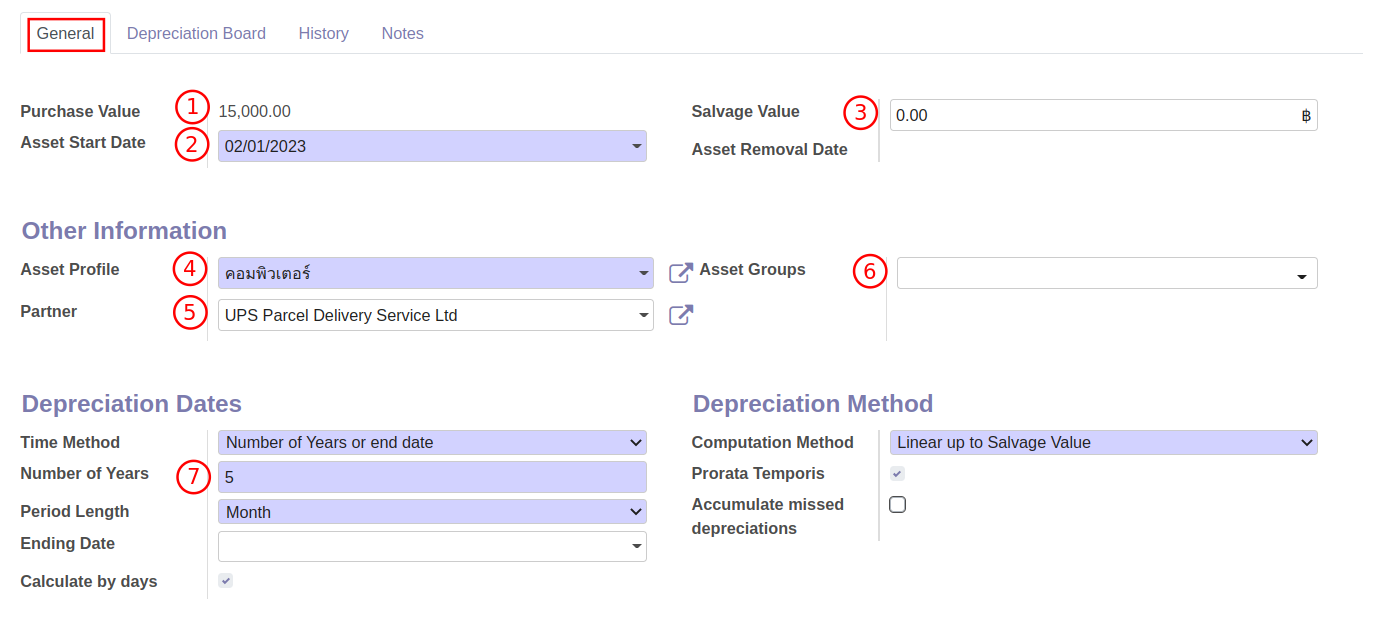 General Depreciation Board History Notes
Purchase Value 1 15,000.00 Salvage Value 3 0.00 ฿
Asset Start Date 2 02/01/2023 Asset Removal Date
Other Information
Asset Profile 4 คอมพิวเตอร์ Asset Groups 6
Partner 5 UPS Parcel Delivery Service Ltd
Depreciation Dates Depreciation Method
Time Method Number of Years or end date Computation Method Linear up to Salvage Value
Number of Years 7 5 Prorata Temporis
Period Length Month Accumulate missed
depreciations
Ending Date
Calculate by days